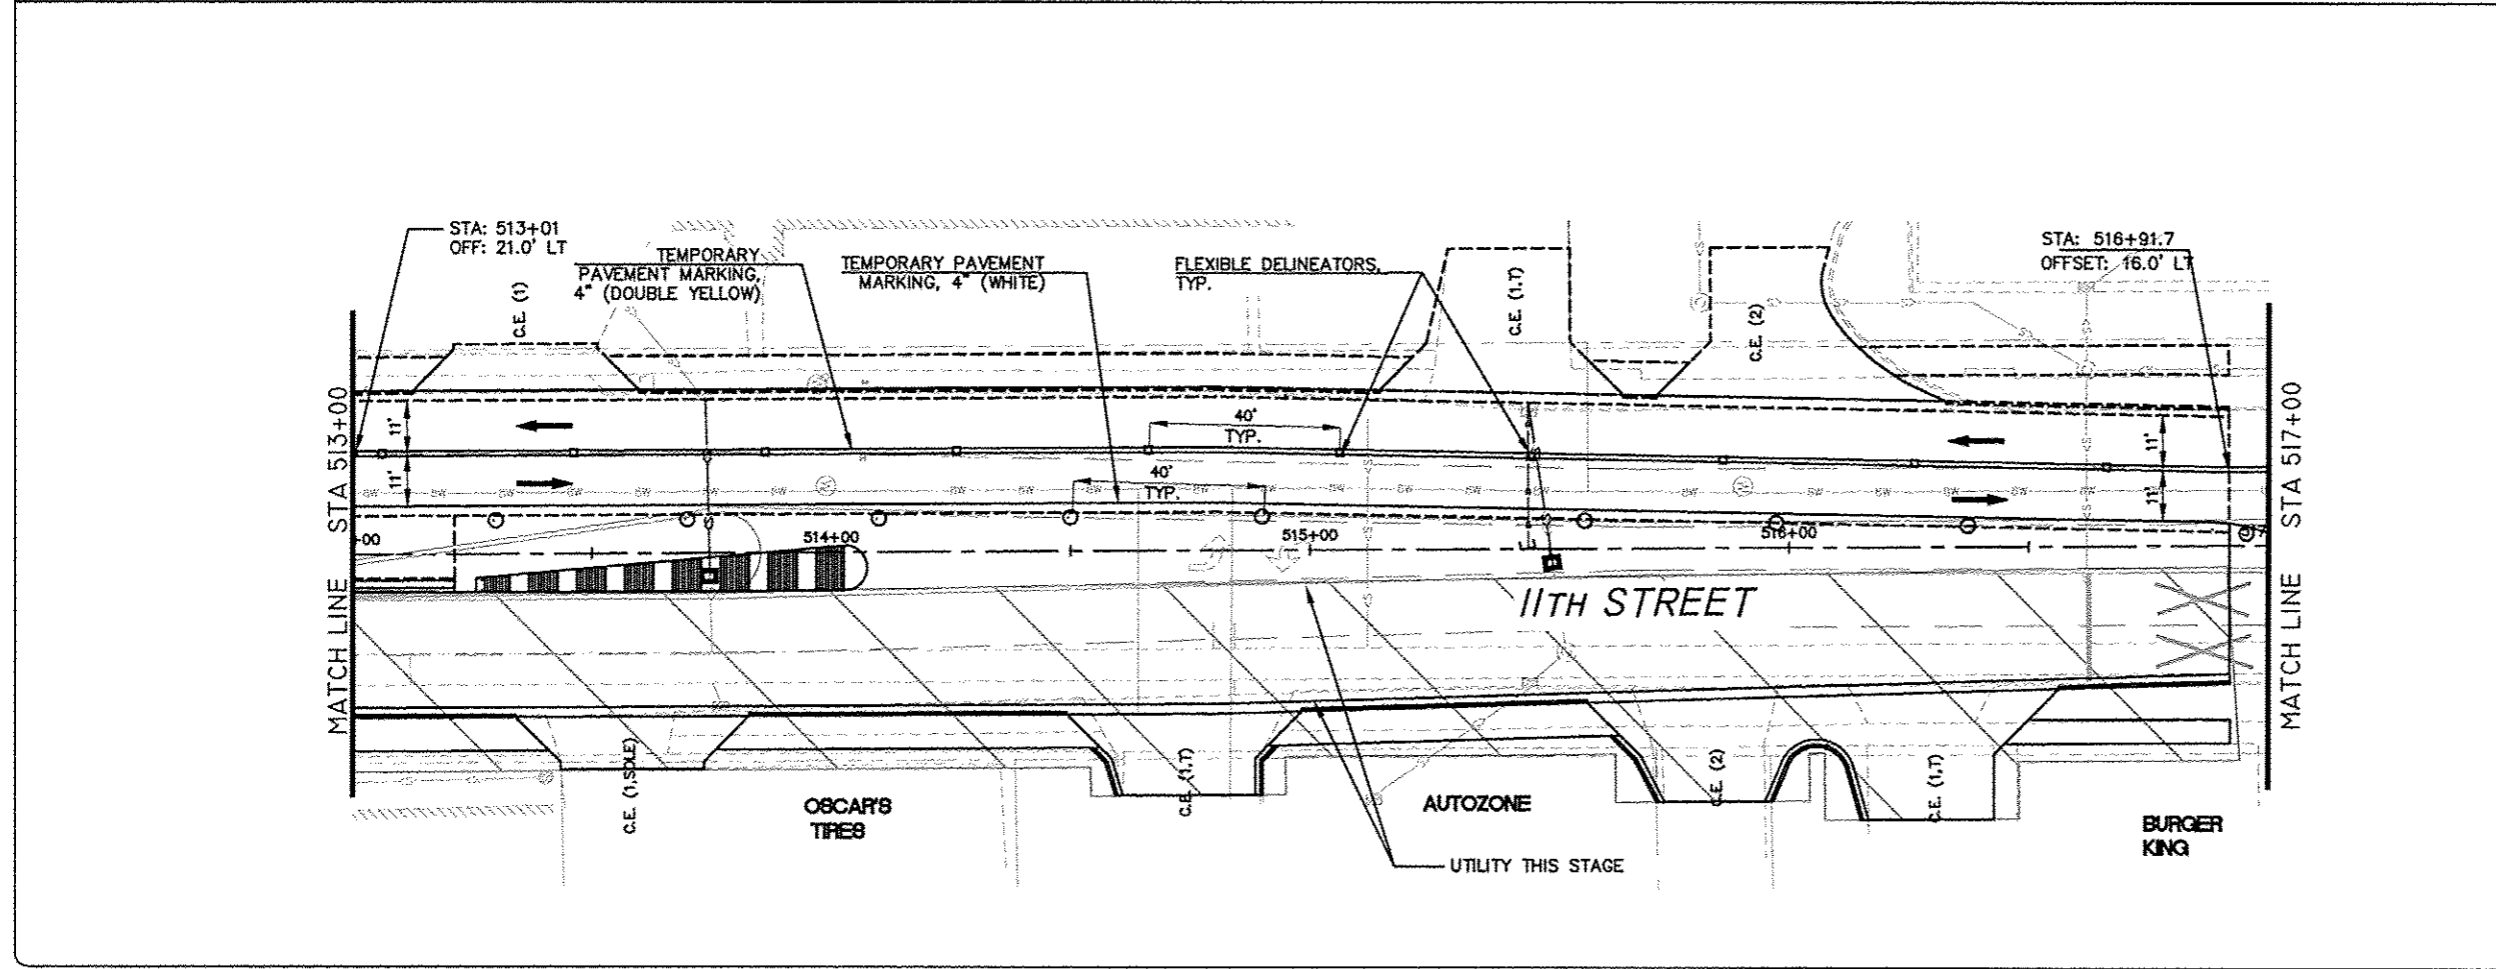 STA: 513+01
OFF: 21.0' LT
TEMPORARY
PAVEMENT MARKING,
4" (DOUBLE YELLOW)
TEMPORARY PAVEMENT
MARKING, 4" (WHITE)
FLEXIBLE DELINEATORS,
TYP.
STA: 516+91.7
OFFSET: 16.0' LT
C.E. (1)
C.E. (1,T)
C.E. (2)
MATCH LINE STA 513+00
11'
11'
40'
TYP.
40'
TYP.
11'
11'
MATCH LINE STA 517+00
+00
514+00
515+00
516+00
11TH STREET
C.E. (1,SDLE)
OSCAR'S
TIRES
C.E. (1,T)
AUTOZONE
C.E. (2)
C.E. (1,T)
BURGER
KING
UTILITY THIS STAGE